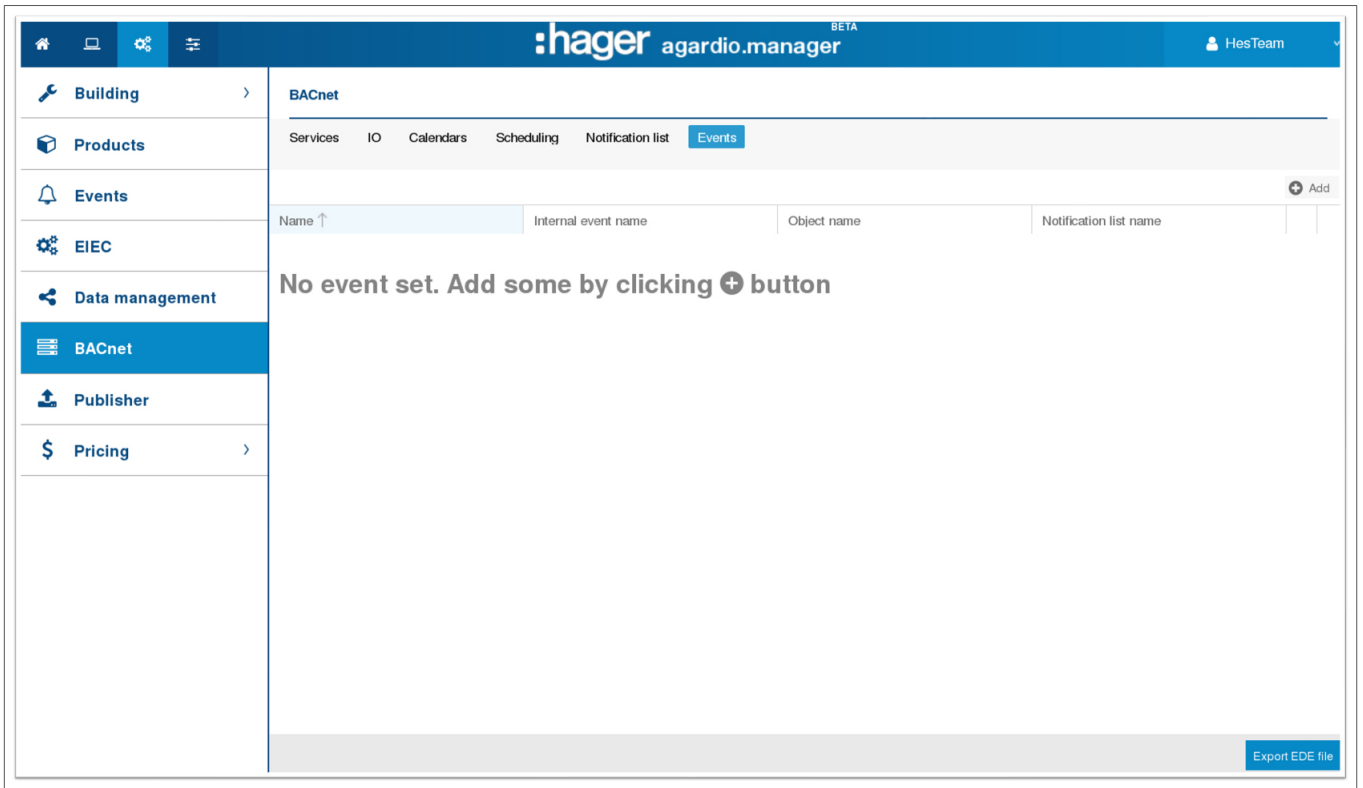 BETA
:hager agardio.manager
HesTeam
Building
Products
Events
EIEC
Data management
BACnet
Publisher
$ Pricing
BACnet
Services IO Calendars Scheduling Notification list Events
Add
Name ↑ Internal event name Object name Notification list name
No event set. Add some by clicking + button
Export EDE file